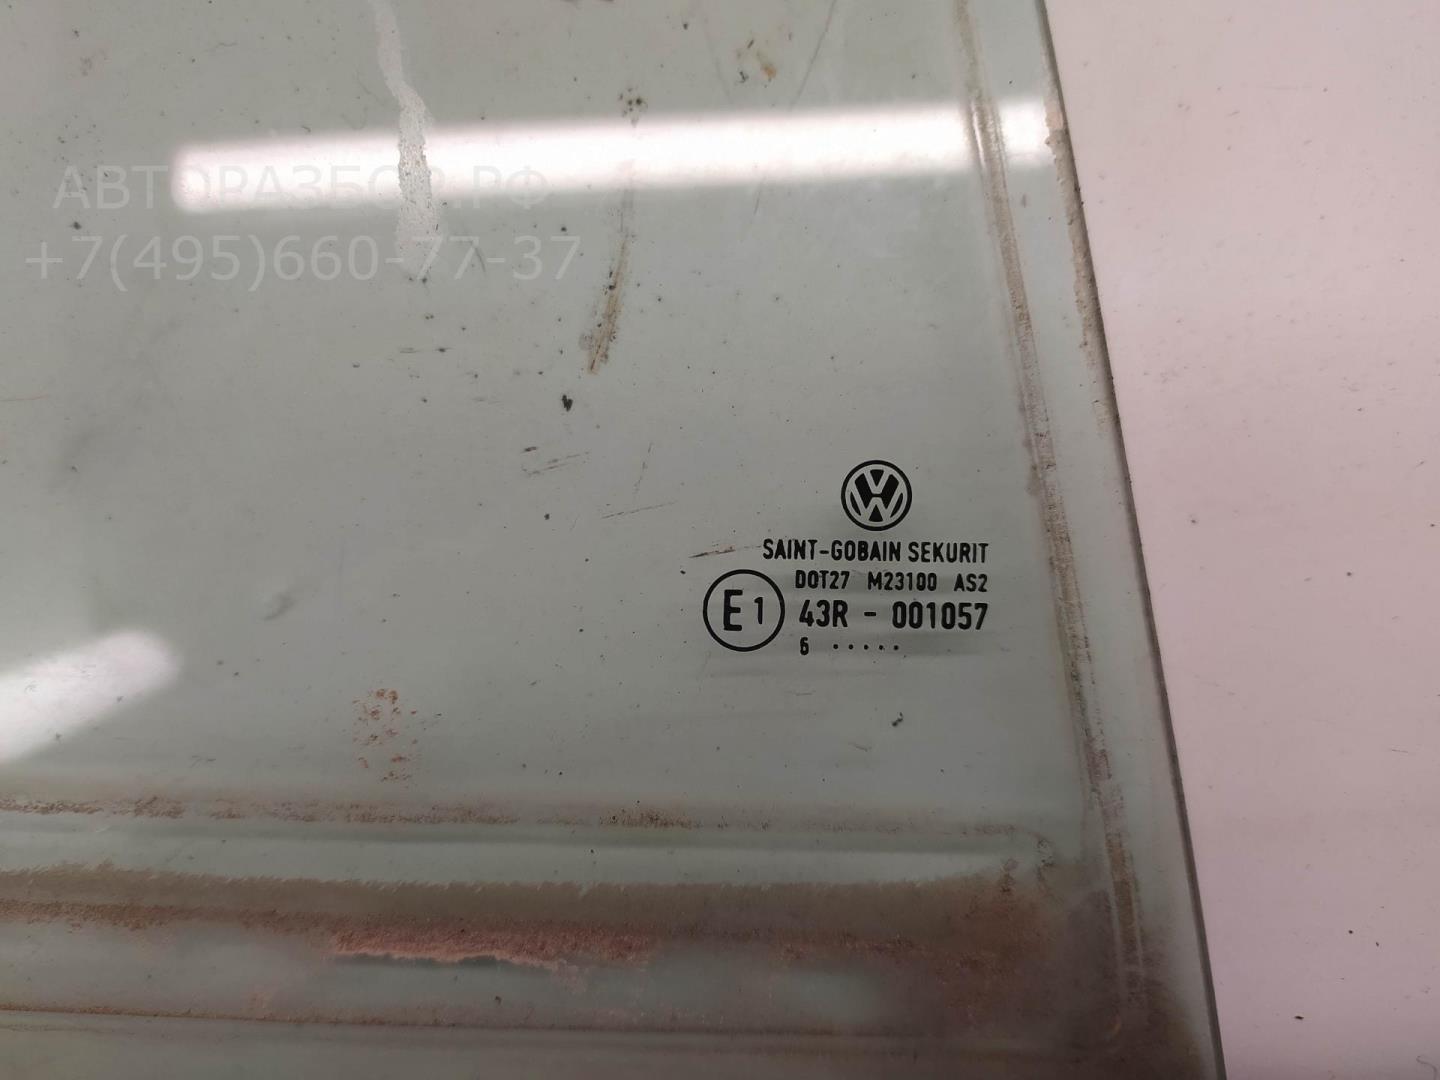 АВТОРАЗБОР.РФ
+7(495)660-77-37
SAINT-GOBAIN SEKURIT
DOT27 M23100 AS2
E1 43R - 001057
6 .....